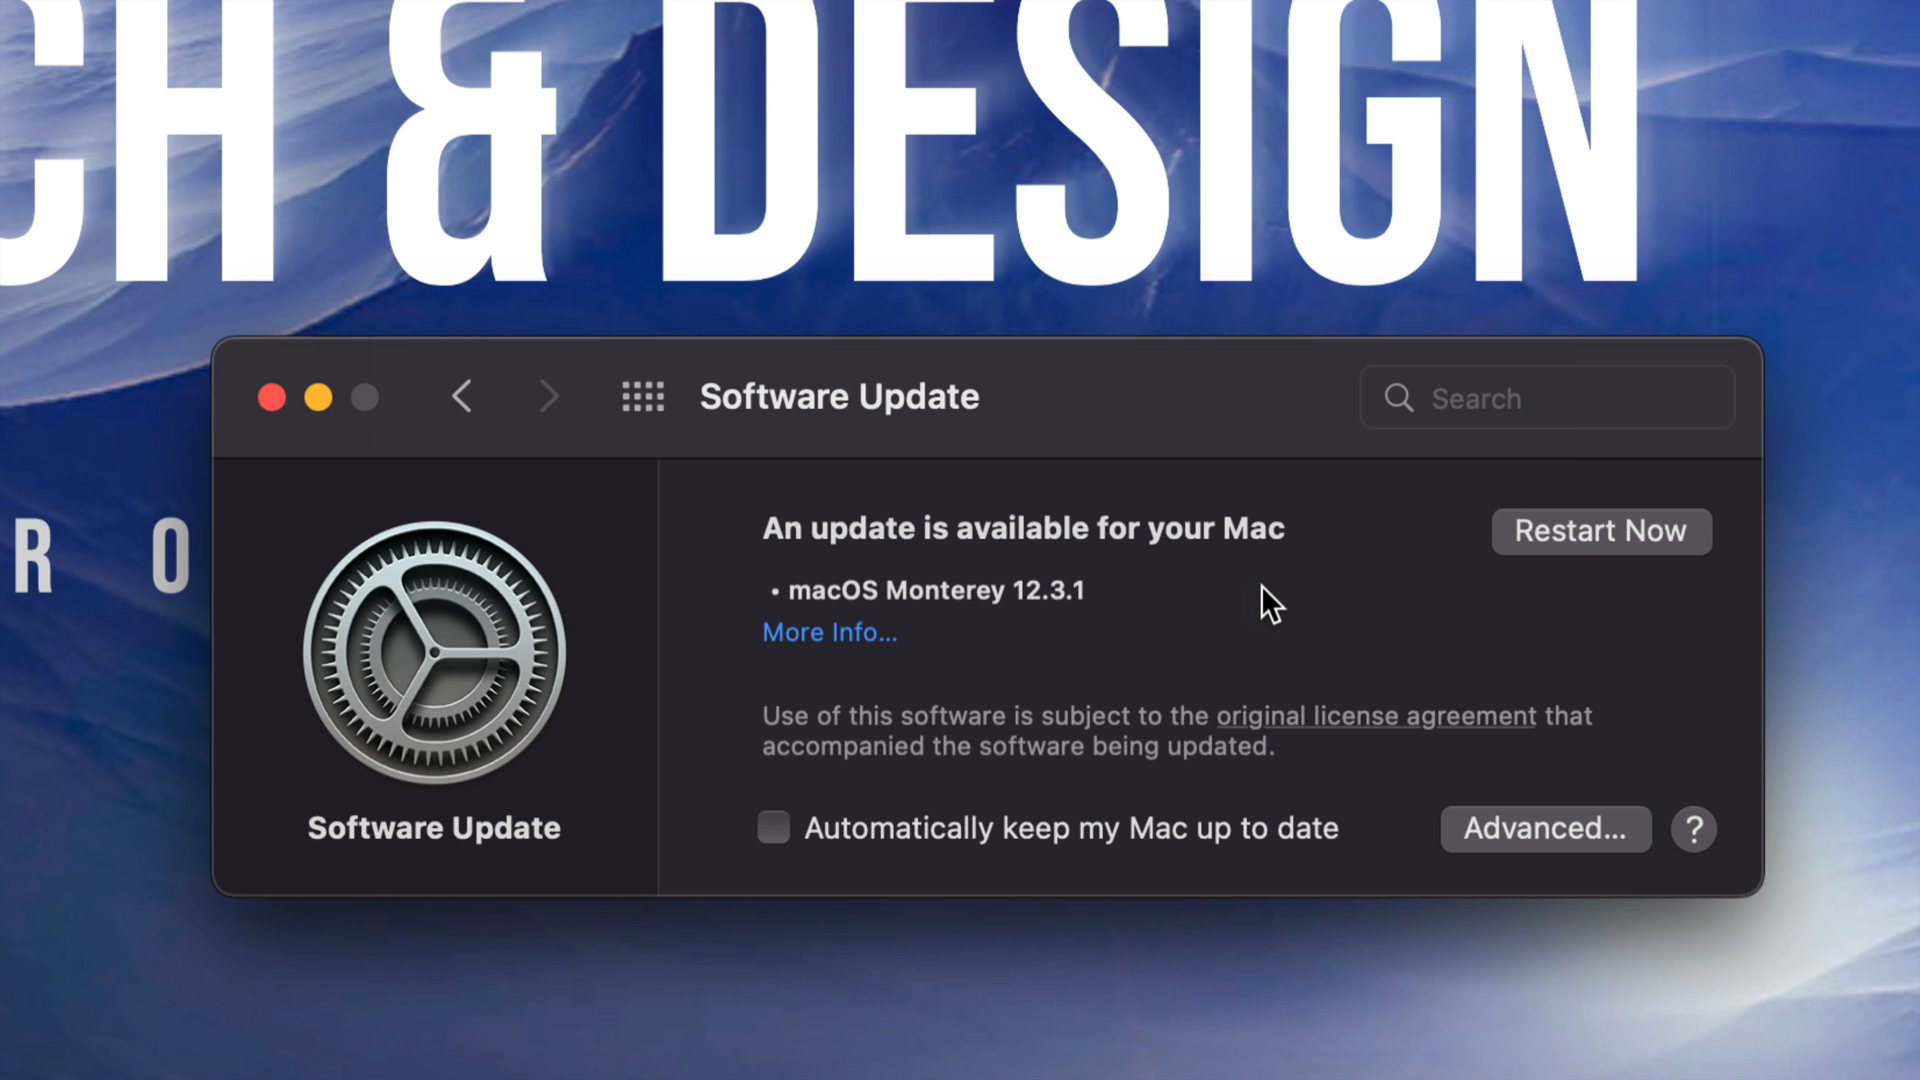 CH & DESIGN
R O
Software Update
Search
An update is available for your Mac
Restart Now
• macOS Monterey 12.3.1
More Info...
Use of this software is subject to the original license agreement that
accompanied the software being updated.
Software Update
Automatically keep my Mac up to date
Advanced...
?